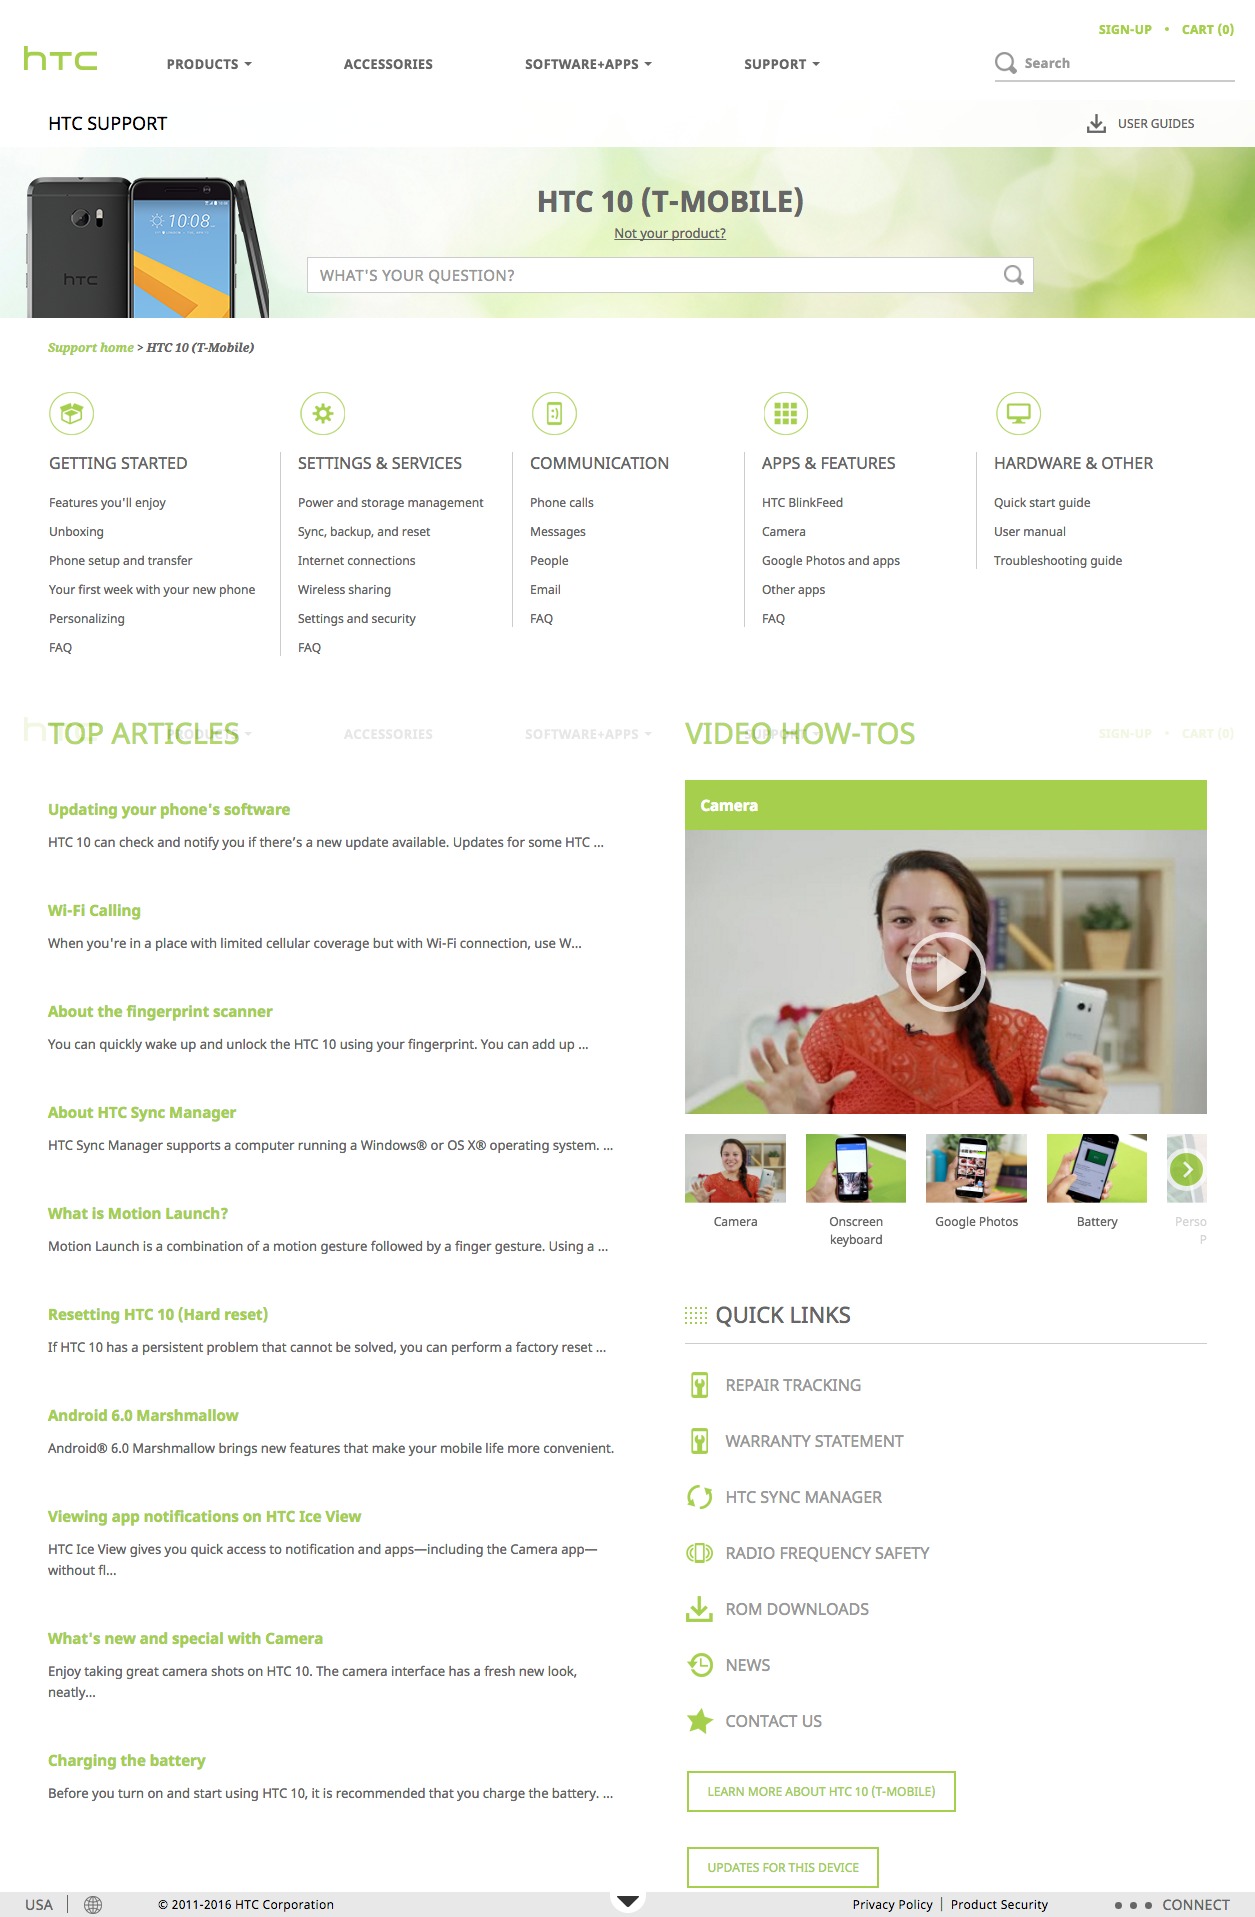 SIGN-UP • CART (0)
hTC PRODUCTS ACCESSORIES SOFTWARE+APPS SUPPORT Search
HTC SUPPORT USER GUIDES
10:08
hTC
HTC 10 (T-MOBILE)
Not your product?
WHAT'S YOUR QUESTION?
Support home > HTC 10 (T-Mobile)
GETTING STARTED
Features you'll enjoy
Unboxing
Phone setup and transfer
Your first week with your new phone
Personalizing
FAQ
SETTINGS & SERVICES
Power and storage management
Sync, backup, and reset
Internet connections
Wireless sharing
Settings and security
FAQ
COMMUNICATION
Phone calls
Messages
People
Email
FAQ
APPS & FEATURES
HTC BlinkFeed
Camera
Google Photos and apps
Other apps
FAQ
HARDWARE & OTHER
Quick start guide
User manual
Troubleshooting guide
hTC PRODUCTS ACCESSORIES SOFTWARE+APPS SUPPORT SIGN-UP • CART (0)
TOP ARTICLES
Updating your phone's software
HTC 10 can check and notify you if there’s a new update available. Updates for some HTC ...
Wi-Fi Calling
When you're in a place with limited cellular coverage but with Wi-Fi connection, use W...
About the fingerprint scanner
You can quickly wake up and unlock the HTC 10 using your fingerprint. You can add up ...
About HTC Sync Manager
HTC Sync Manager supports a computer running a Windows® or OS X® operating system. ...
What is Motion Launch?
Motion Launch is a combination of a motion gesture followed by a finger gesture. Using a ...
Resetting HTC 10 (Hard reset)
If HTC 10 has a persistent problem that cannot be solved, you can perform a factory reset ...
Android 6.0 Marshmallow
Android® 6.0 Marshmallow brings new features that make your mobile life more convenient.
Viewing app notifications on HTC Ice View
HTC Ice View gives you quick access to notification and apps—including the Camera app—
without fl...
What's new and special with Camera
Enjoy taking great camera shots on HTC 10. The camera interface has a fresh new look,
neatly...
Charging the battery
Before you turn on and start using HTC 10, it is recommended that you charge the battery. ...
VIDEO HOW-TOS
Camera
Camera
Onscreen
keyboard
Google Photos
Battery
Perso
P
QUICK LINKS
REPAIR TRACKING
WARRANTY STATEMENT
HTC SYNC MANAGER
RADIO FREQUENCY SAFETY
ROM DOWNLOADS
NEWS
CONTACT US
LEARN MORE ABOUT HTC 10 (T-MOBILE)
UPDATES FOR THIS DEVICE
USA © 2011-2016 HTC Corporation Privacy Policy | Product Security CONNECT